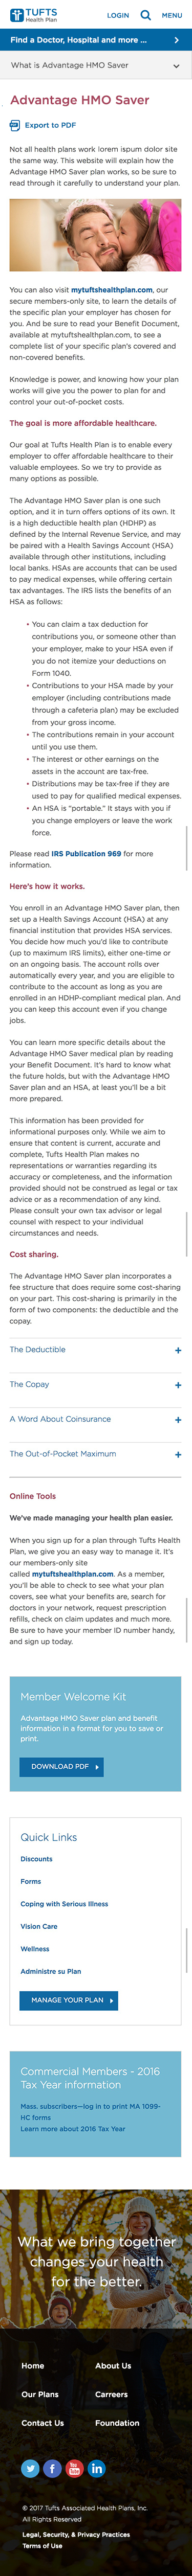 TUFTS
Health Plan
LOGIN
MENU
Find a Doctor, Hospital and more ...
What is Advantage HMO Saver
Advantage HMO Saver
Export to PDF
Not all health plans work lorem ipsum dolor site
the same way. This website will explain how the
Advantage HMO Saver plan works, so be sure to
read through it carefully to understand your plan.
You can also visit mytuftshealthplan.com, our
secure members-only site, to learn the details of
the specific plan your employer has chosen for
you. And be sure to read your Benefit Document,
available at mytuftshealthplan.com, to see a
complete list of your specific plan's covered and
non-covered benefits.
Knowledge is power, and knowing how your plan
works will give you the power to plan for and
control your out-of-pocket costs.
The goal is more affordable healthcare.
Our goal at Tufts Health Plan is to enable every
employer to offer affordable healthcare to their
valuable employees. So we try to provide as
many options as possible.
The Advantage HMO Saver plan is one such
option, and it in turn offers options of its own. It
is a high deductible health plan (HDHP) as
defined by the Internal Revenue Service, and may
be paired with a Health Savings Account (HSA)
available through other institutions, including
local banks. HSAs are accounts that can be used
to pay medical expenses, while offering certain
tax advantages. The IRS lists the benefits of an
HSA as follows:
• You can claim a tax deduction for
contributions you, or someone other than
your employer, make to your HSA even if
you do not itemize your deductions on
Form 1040.
• Contributions to your HSA made by your
employer (including contributions made
through a cafeteria plan) may be excluded
from your gross income.
• The contributions remain in your account
until you use them.
• The interest or other earnings on the
assets in the account are tax-free.
• Distributions may be tax-free if they are
used to pay for qualified medical expenses.
• An HSA is "portable." It stays with you if
you change employers or leave the work
force.
Please read IRS Publication 969 for more
information.
Here's how it works.
You enroll in an Advantage HMO Saver plan, then
set up a Health Savings Account (HSA) at any
financial institution that provides HSA services.
You decide how much you'd like to contribute
(up to maximum IRS limits), either one-time or
on an ongoing basis. The account rolls over
automatically every year, and you are eligible to
contribute to the account as long as you are
enrolled in an HDHP-compliant medical plan. And
you can keep this account even if you change
jobs.
You can learn more specific details about the
Advantage HMO Saver medical plan by reading
your Benefit Document. It's hard to know what
the future holds, but with the Advantage HMO
Saver plan and an HSA, at least you'll be a bit
more prepared.
This information has been provided for
informational purposes only. While we aim to
ensure that content is current, accurate and
complete, Tufts Health Plan makes no
representations or warranties regarding its
accuracy or completeness, and the information
provided should not be construed as tax advice
or as a recommendation of any kind.
Please consult your own tax advisor or legal
counsel with respect to your individual
circumstances and needs.
Cost sharing.
The Advantage HMO Saver plan incorporates a
fee structure that does require some cost-sharing
on your part. This cost-sharing is primarily in the
form of two components: the deductible and the
copay.
The Deductible
The Copay
A Word About Coinsurance
The Out-of-Pocket Maximum
Online Tools
We've made managing your health plan easier.
When you sign up for a plan through Tufts Health
Plan, we give you an easy way to manage it. It's
our members-only site
called mytuftshealthplan.com. As a member,
you'll be able to check to see what your plan
covers, see what your benefits are, search for
doctors in your network, request prescription
refills, check on claim updates and much more.
Be sure to have your member ID number handy,
and sign up today.
Member Welcome Kit
Advantage HMO Saver plan and benefit
information in a format for you to save or
print.
DOWNLOAD PDF
Quick Links
Discounts
Forms
Coping with Serious Illness
Vision Care
Wellness
Administre su Plan
MANAGE YOUR PLAN
Commercial Members - 2016
Tax Year information
Mass. subscribers—log in to print MA 1099-
HC forms
Learn more about 2016 Tax Year
What we bring together
changes your health
for the better.
Home
About Us
Our Plans
Carreers
Contact Us
Foundation
You
Tube
© 2017 Tufts Associated Health Plans, Inc.
All Rights Reserved
Legal, Security, & Privacy Practices
Terms of Use